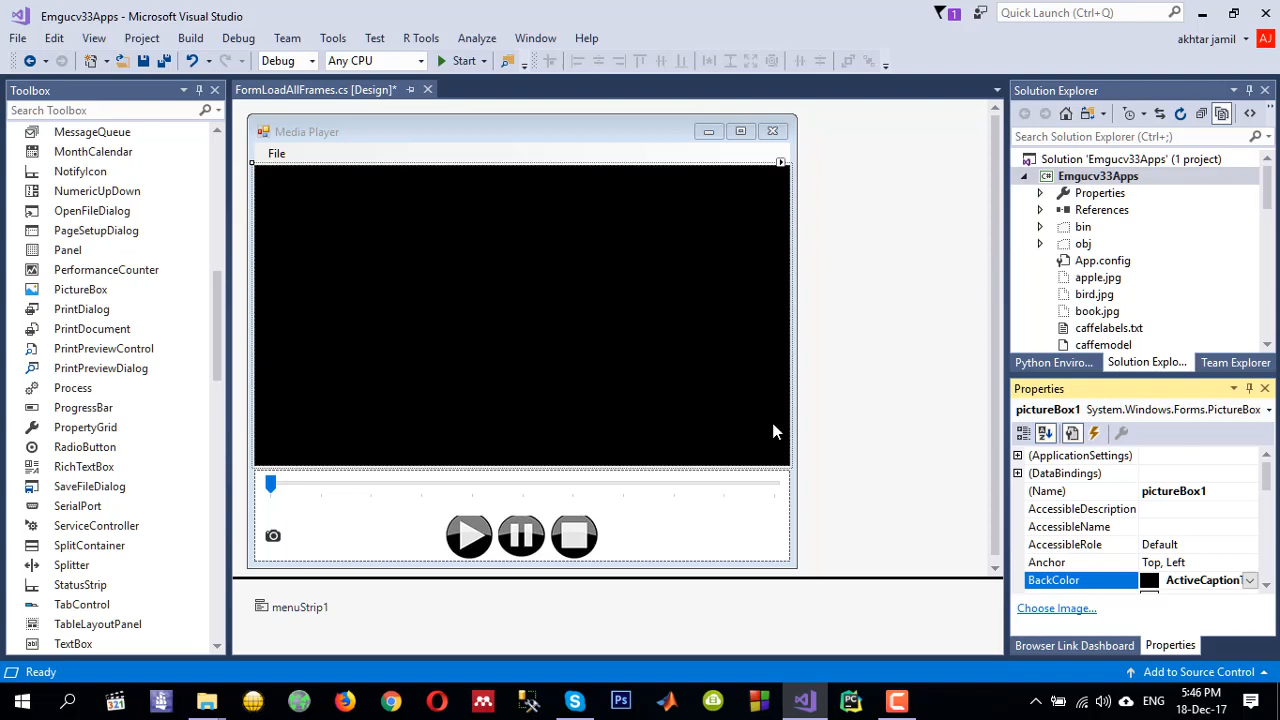 Emgucv33Apps - Microsoft Visual Studio
1
Quick Launch (Ctrl+Q)
File Edit View Project Build Debug Team Tools Test R Tools Analyze Window Help
akhtar jamil AJ
Debug Any CPU Start
Toolbox
Search Toolbox
MessageQueue
MonthCalendar
NotifyIcon
NumericUpDown
OpenFileDialog
PageSetupDialog
Panel
PerformanceCounter
PictureBox
PrintDialog
PrintDocument
PrintPreviewControl
PrintPreviewDialog
Process
ProgressBar
PropertyGrid
RadioButton
RichTextBox
SaveFileDialog
SerialPort
ServiceController
SplitContainer
Splitter
StatusStrip
TabControl
TableLayoutPanel
TextBox
FormLoadAllFrames.cs [Design]*
Media Player
File
menuStrip1
Solution Explorer
Search Solution Explorer (Ctrl+;)
Solution 'Emgucv33Apps' (1 project)
Emgucv33Apps
Properties
References
bin
obj
App.config
apple.jpg
bird.jpg
book.jpg
caffelabels.txt
caffemodel
Python Enviro... Solution Explo... Team Explorer
Properties
pictureBox1 System.Windows.Forms.PictureBox
(ApplicationSettings)
(DataBindings)
(Name) pictureBox1
AccessibleDescription
AccessibleName
AccessibleRole Default
Anchor Top, Left
BackColor ActiveCaption
Choose Image...
Browser Link Dashboard Properties
Ready
Add to Source Control
321
Ps
PC
ENG
5:46 PM
18-Dec-17